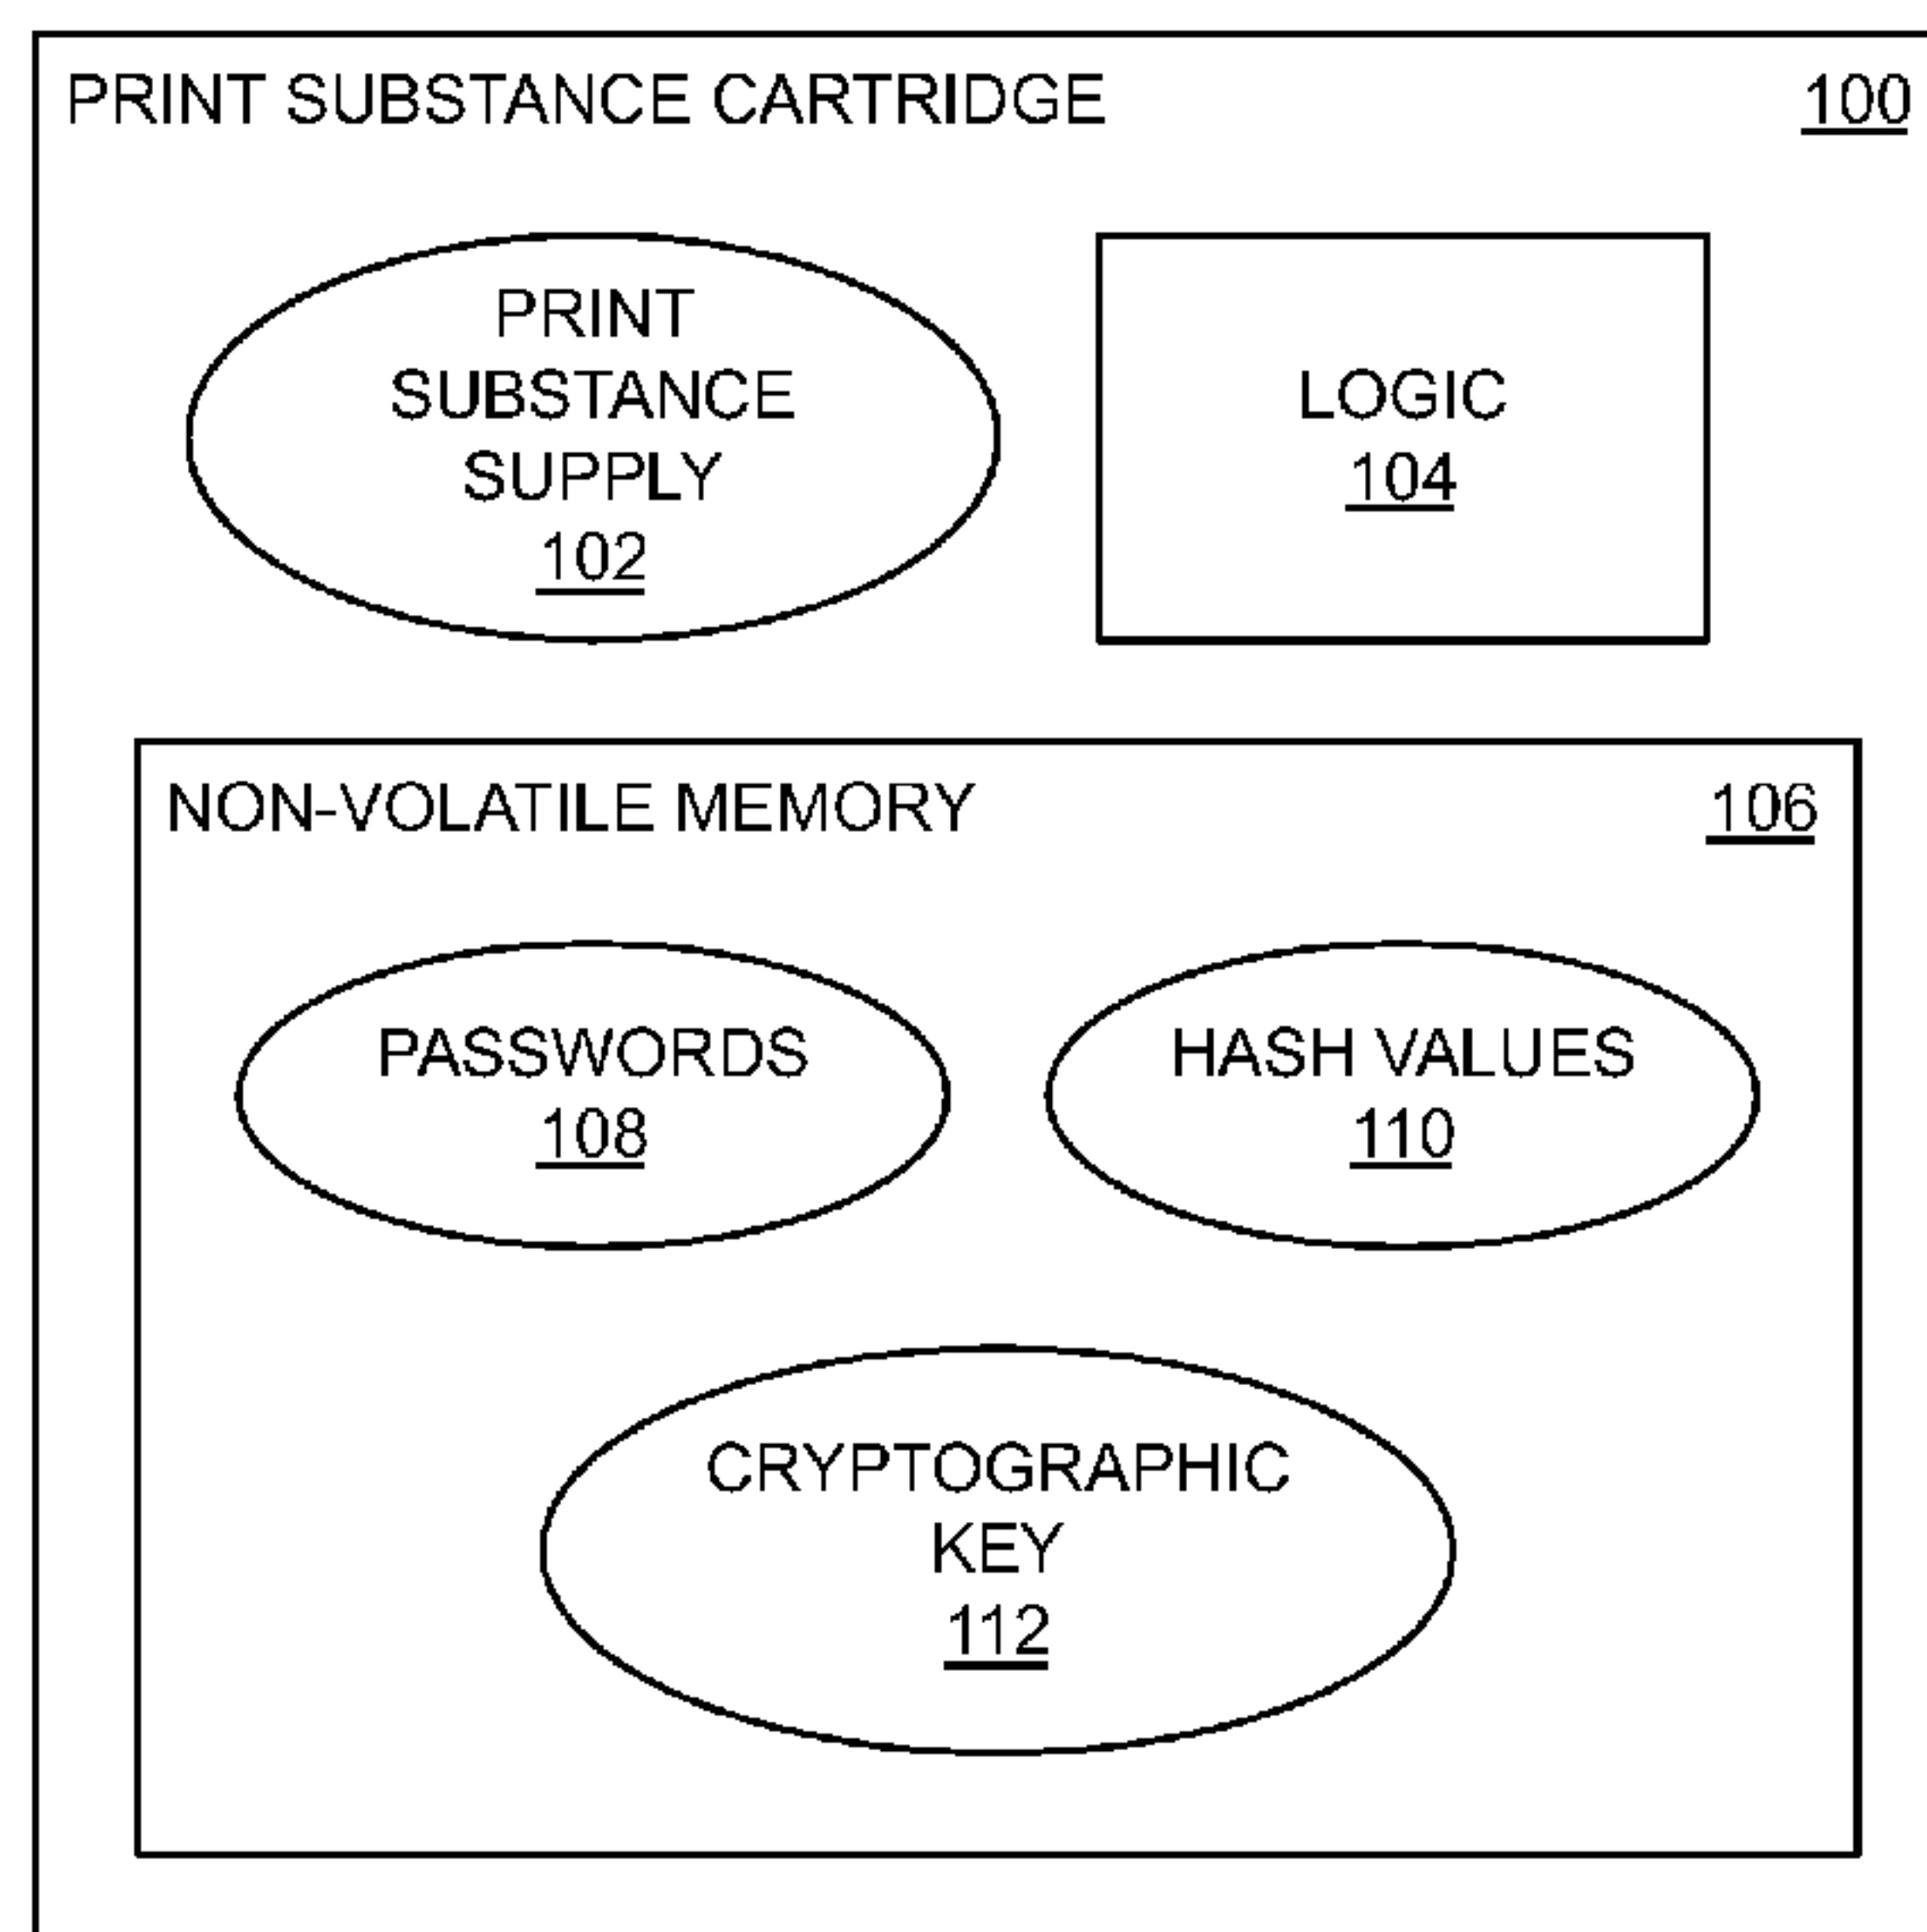 PRINT SUBSTANCE CARTRIDGE 100
PRINT
SUBSTANCE
SUPPLY
102
LOGIC
104
NON-VOLATILE MEMORY 106
PASSWORDS
108
HASH VALUES
110
CRYPTOGRAPHIC
KEY
112